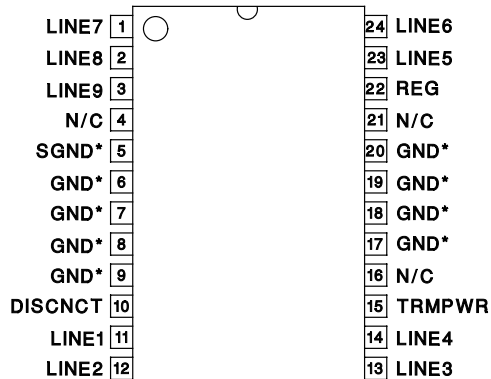 LINE7 1 24 LINE6
LINE8 2 23 LINE5
LINE9 3 22 REG
N/C 4 21 N/C
SGND* 5 20 GND*
GND* 6 19 GND*
GND* 7 18 GND*
GND* 8 17 GND*
GND* 9 16 N/C
DISCNCT 10 15 TRMPWR
LINE1 11 14 LINE4
LINE2 12 13 LINE3